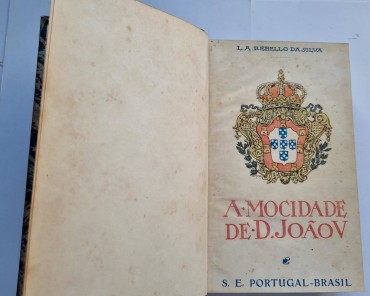 L. A. REBELLO DA SILVA
A·MOCIDADE
DE·D.JOÃO V
S. E. PORTUGAL-BRASIL